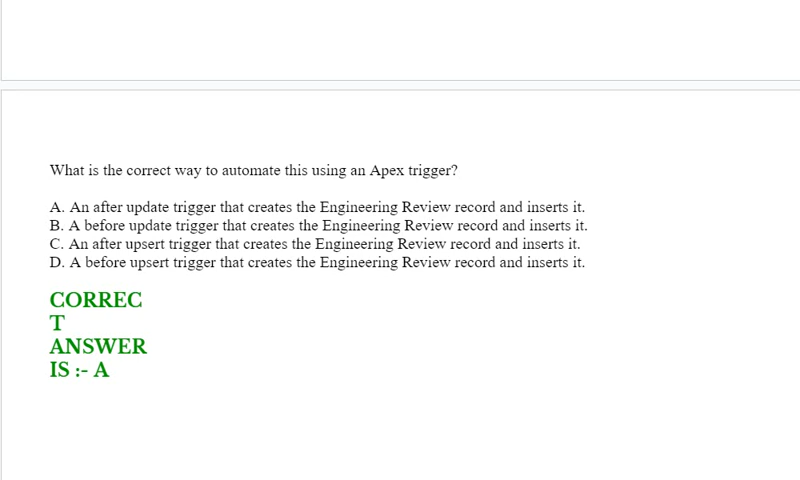 What is the correct way to automate this using an Apex trigger?
A. An after update trigger that creates the Engineering Review record and inserts it.
B. A before update trigger that creates the Engineering Review record and inserts it.
C. An after upsert trigger that creates the Engineering Review record and inserts it.
D. A before upsert trigger that creates the Engineering Review record and inserts it.
CORREC
T
ANSWER
IS :- A